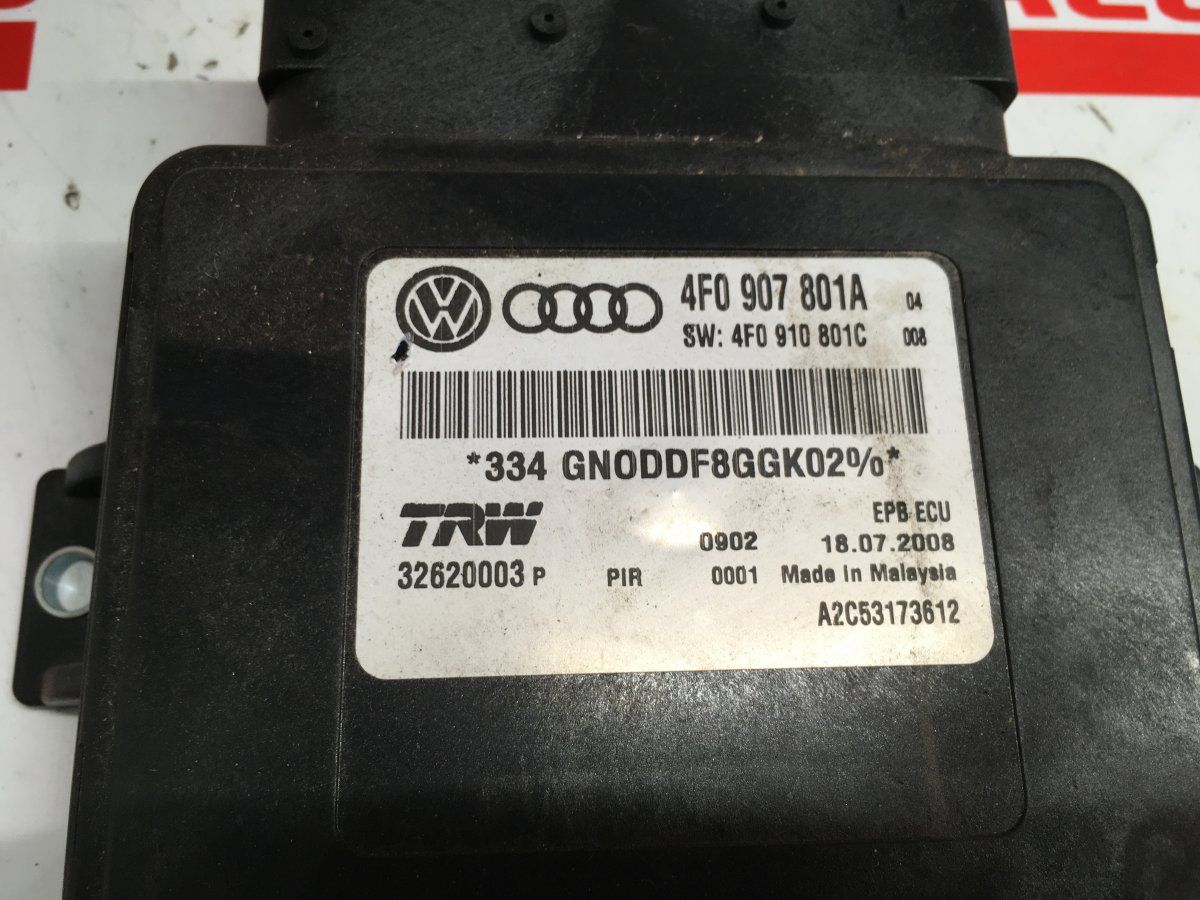 4F0 907 801A 04
SW: 4F0 910 801C 008
*334 GNODDF8GGK02%*
TRW EPB ECU
0902 18.07.2008
32620003 P PIR 0001 Made in Malaysia
A2C53173612